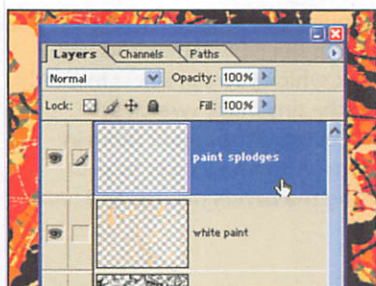 Layers Channels Paths
Normal Opacity: 100%
Lock: Fill: 100%
paint splodges
white paint